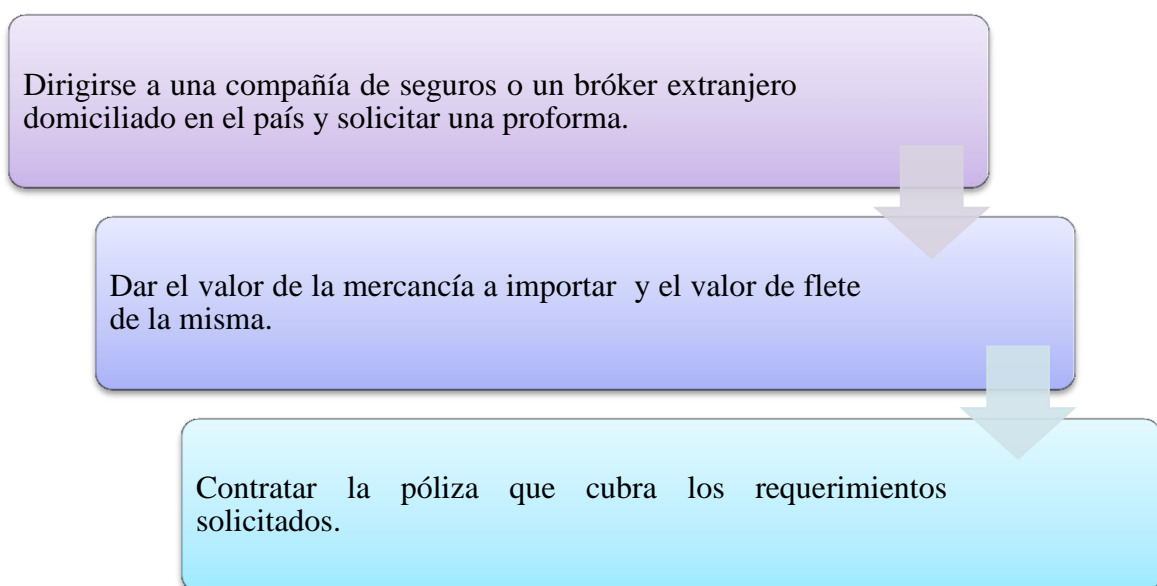 Dirigirse a una compañía de seguros o un bróker extranjero
domiciliado en el país y solicitar una proforma.
Dar el valor de la mercancía a importar y el valor de flete
de la misma.
Contratar la póliza que cubra los requerimientos
solicitados.